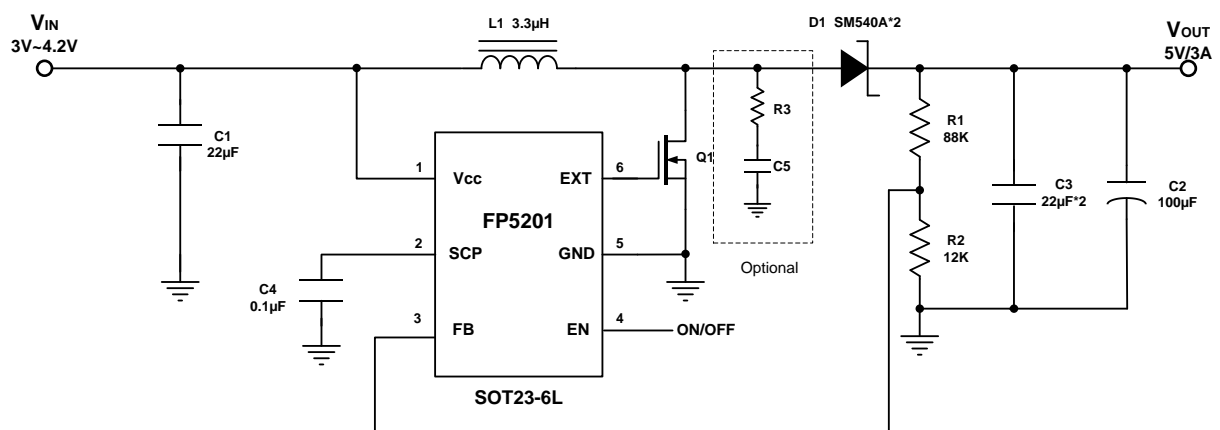 VIN
3V~4.2V
L1 3.3µH
D1 SM540A*2
VOUT
5V/3A
C1
22µF
R3
C5
Optional
Q1
R1
88K
R2
12K
C3
22µF*2
C2
100µF
1
Vcc
EXT
6
FP5201
2
SCP
GND
5
C4
0.1µF
3
FB
EN
4
ON/OFF
SOT23-6L